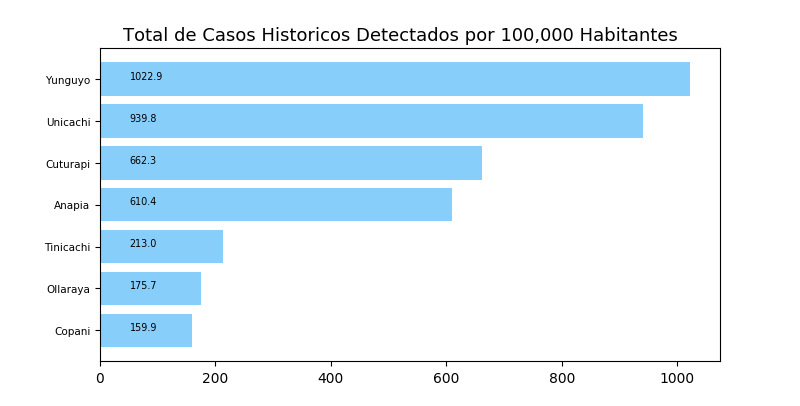 Total de Casos Historicos Detectados por 100,000 Habitantes
Yunguyo 1022.9
Unicachi 939.8
Cuturapi 662.3
Anapia 610.4
Tinicachi 213.0
Ollaraya 175.7
Copani 159.9
0 200 400 600 800 1000